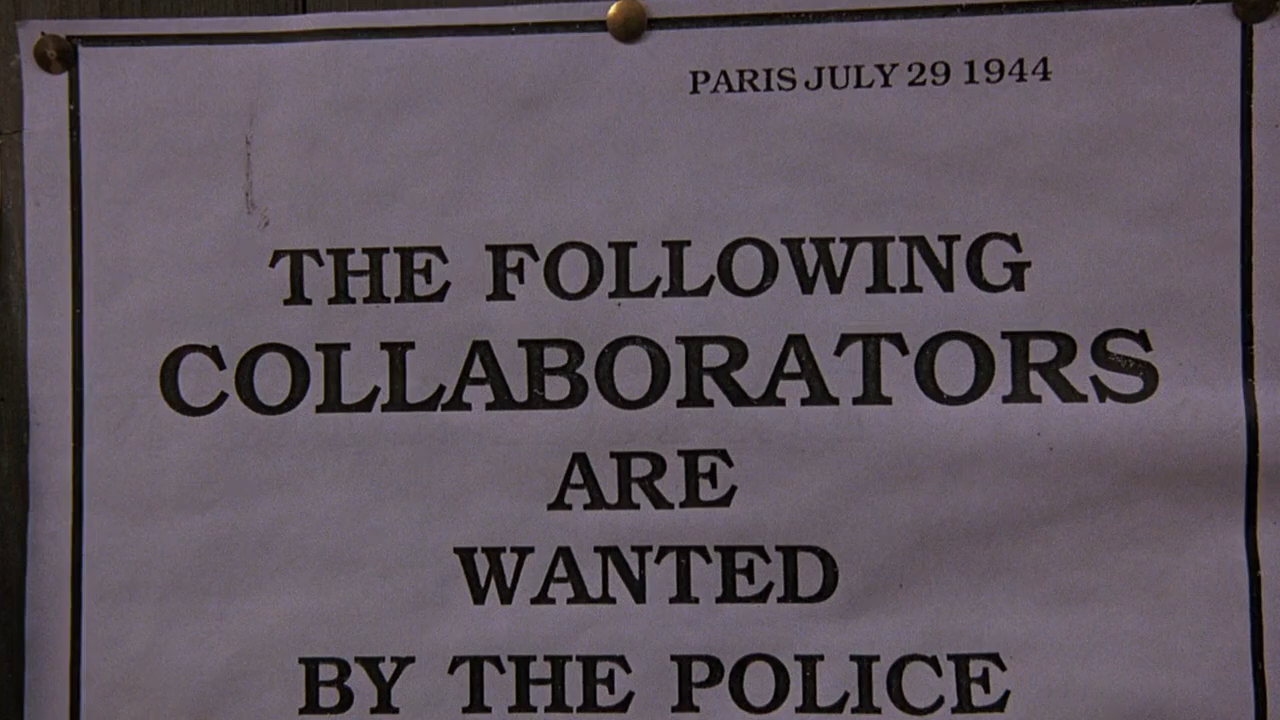 PARIS JULY 29 1944
THE FOLLOWING
COLLABORATORS
ARE
WANTED
BY THE POLICE